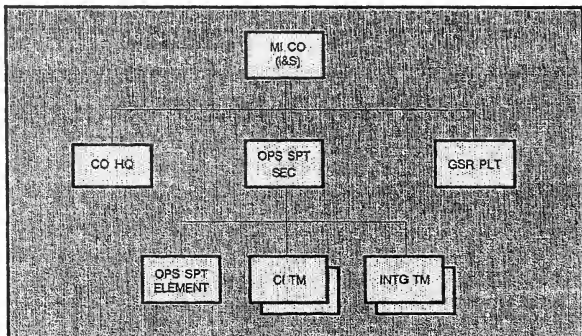 MI CO
(I&S)
CO HQ
OPS SPT
SEC
GSR PLT
OPS SPT
ELEMENT
CI TM
INTG TM